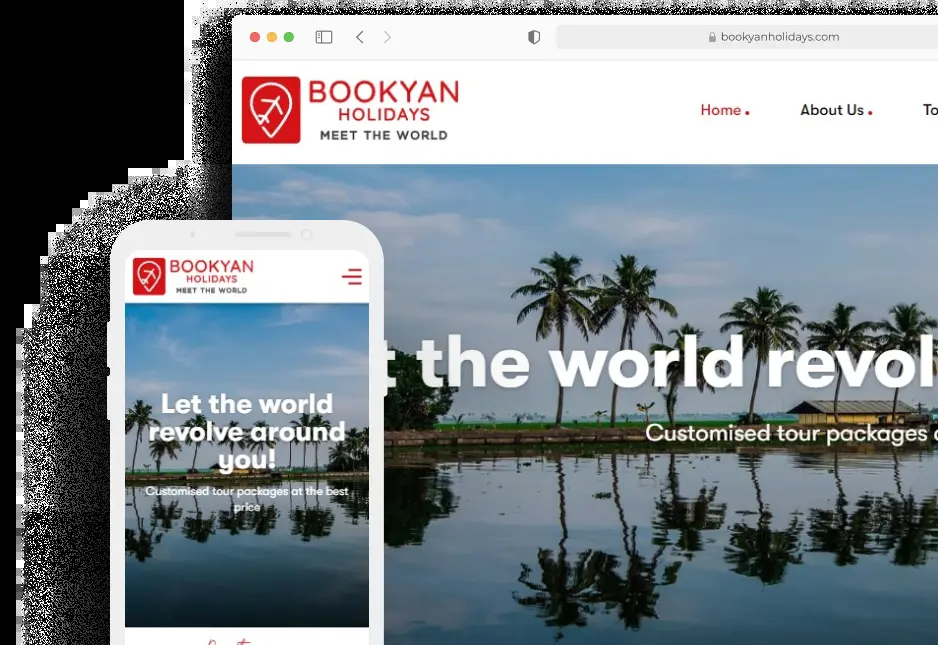 bookyanholidays.com
BOOKYAN
HOLIDAYS
MEET THE WORLD
Home
About Us
To
t the world revol
Customised tour packages
BOOKYAN
HOLIDAYS
MEET THE WORLD
Let the world
revolve around
you!
Customised tour packages at the best
price